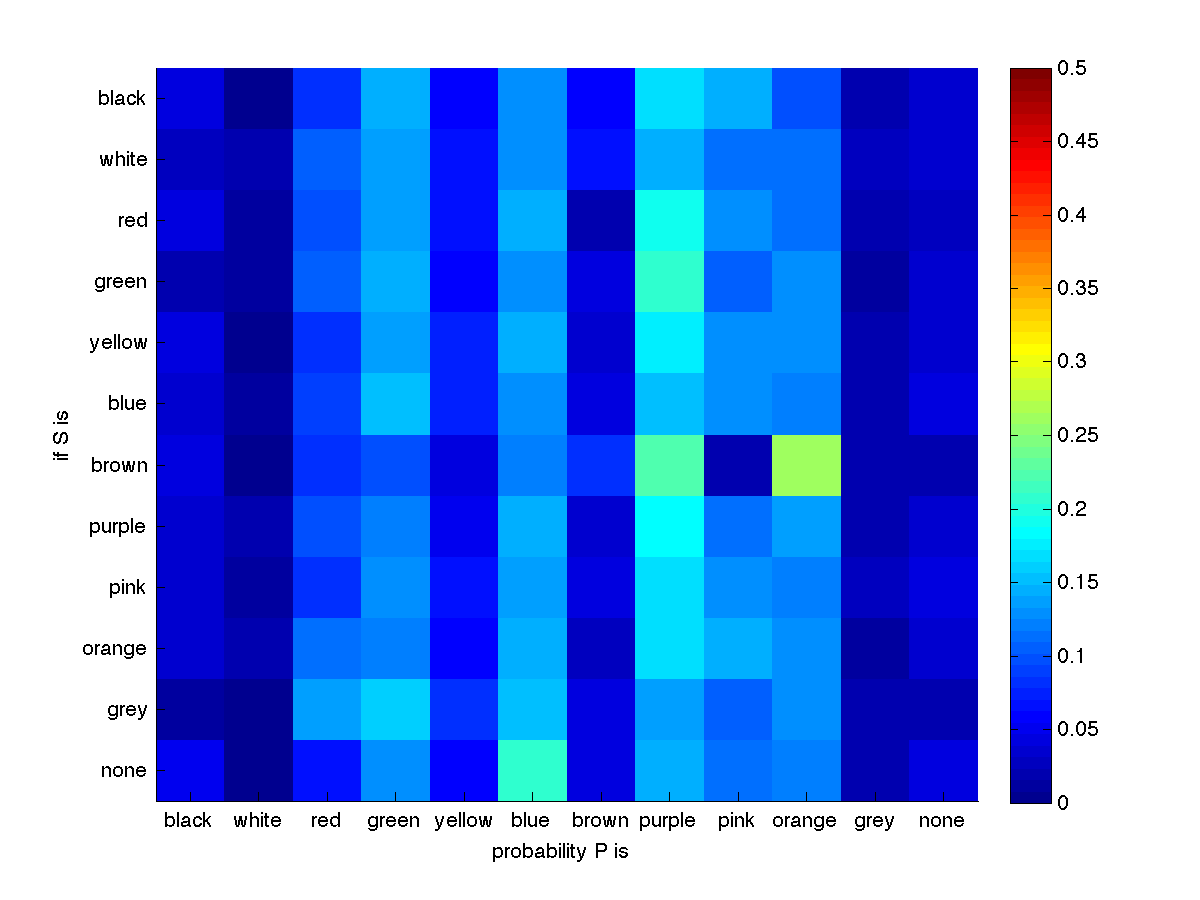 black
white
red
green
yellow
blue
brown
purple
pink
orange
grey
none
if S is
black white red green yellow blue brown purple pink orange grey none
probability P is
0.5
0.45
0.4
0.35
0.3
0.25
0.2
0.15
0.1
0.05
0